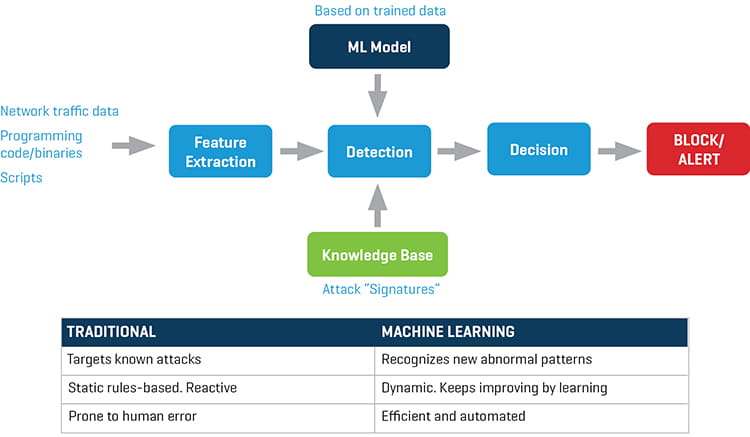 Based on trained data
ML Model
Network traffic data
Programming
code/binaries
Scripts
Feature
Extraction
Detection
Decision
BLOCK/
ALERT
Knowledge Base
Attack “Signatures”
TRADITIONAL MACHINE LEARNING
Targets known attacks Recognizes new abnormal patterns
Static rules-based. Reactive Dynamic. Keeps improving by learning
Prone to human error Efficient and automated